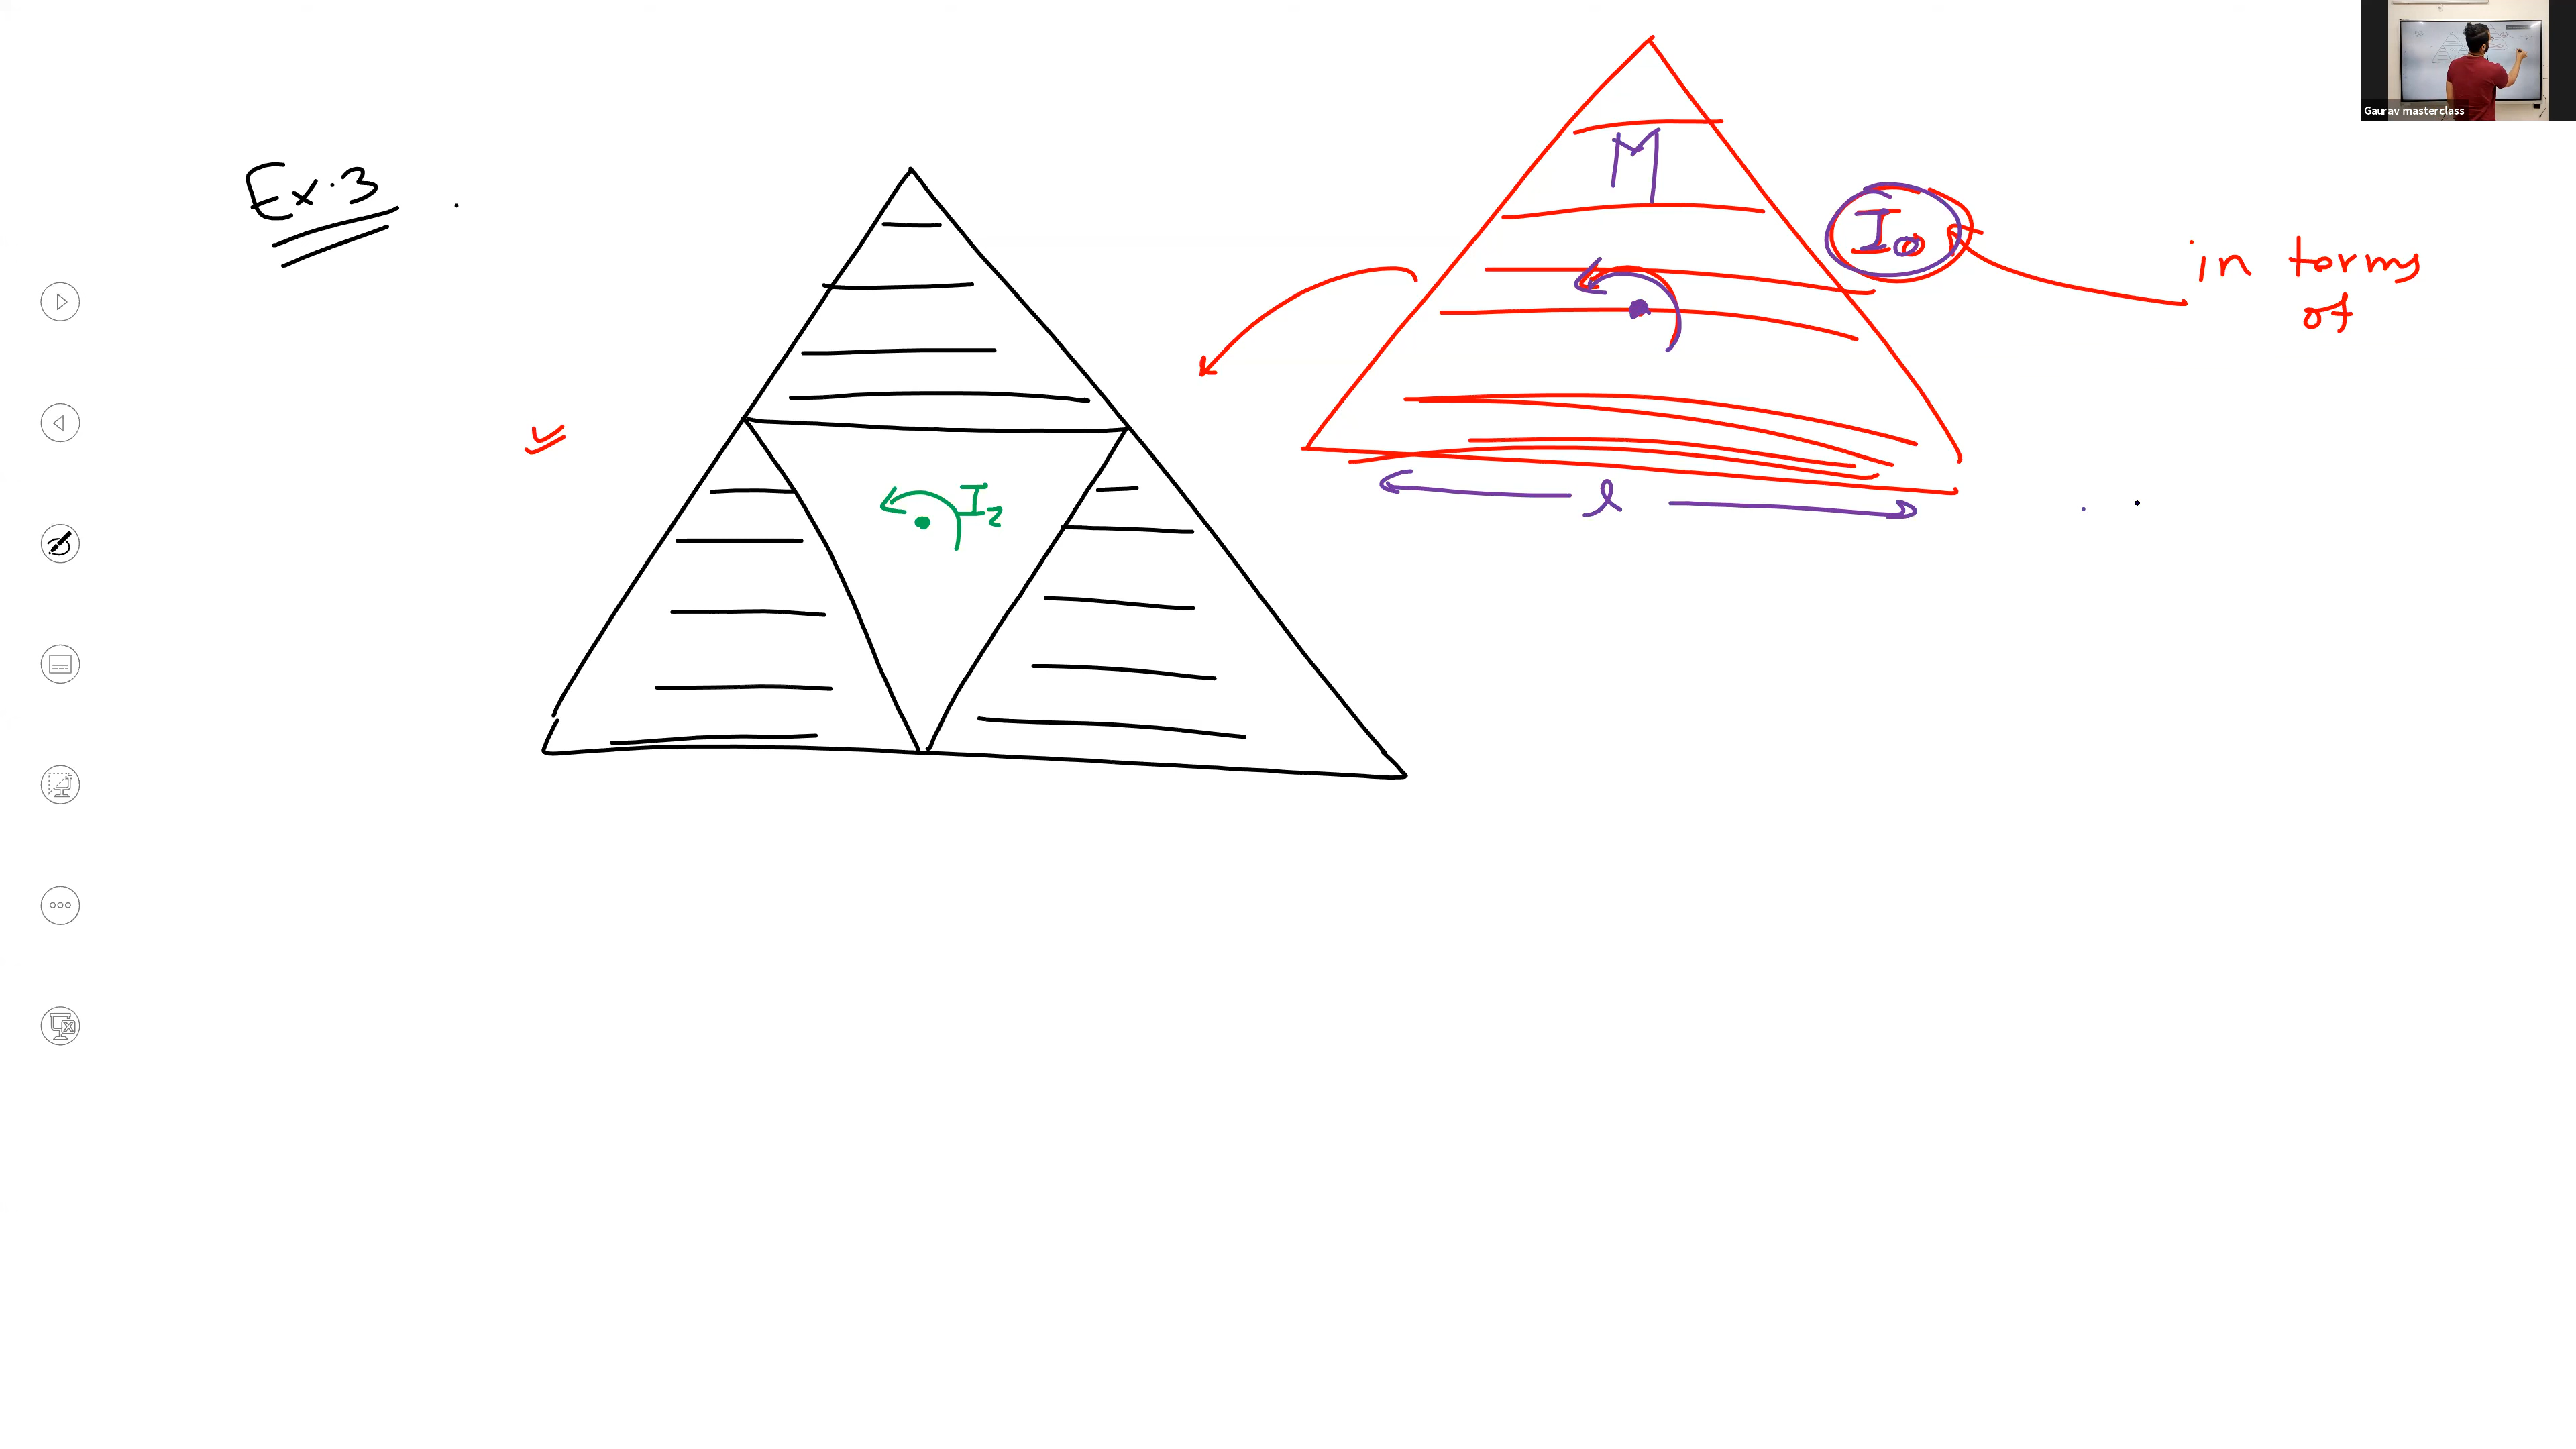 Ex.3
M
I₀
in terms
of
I₂
l
Gaurav masterclass